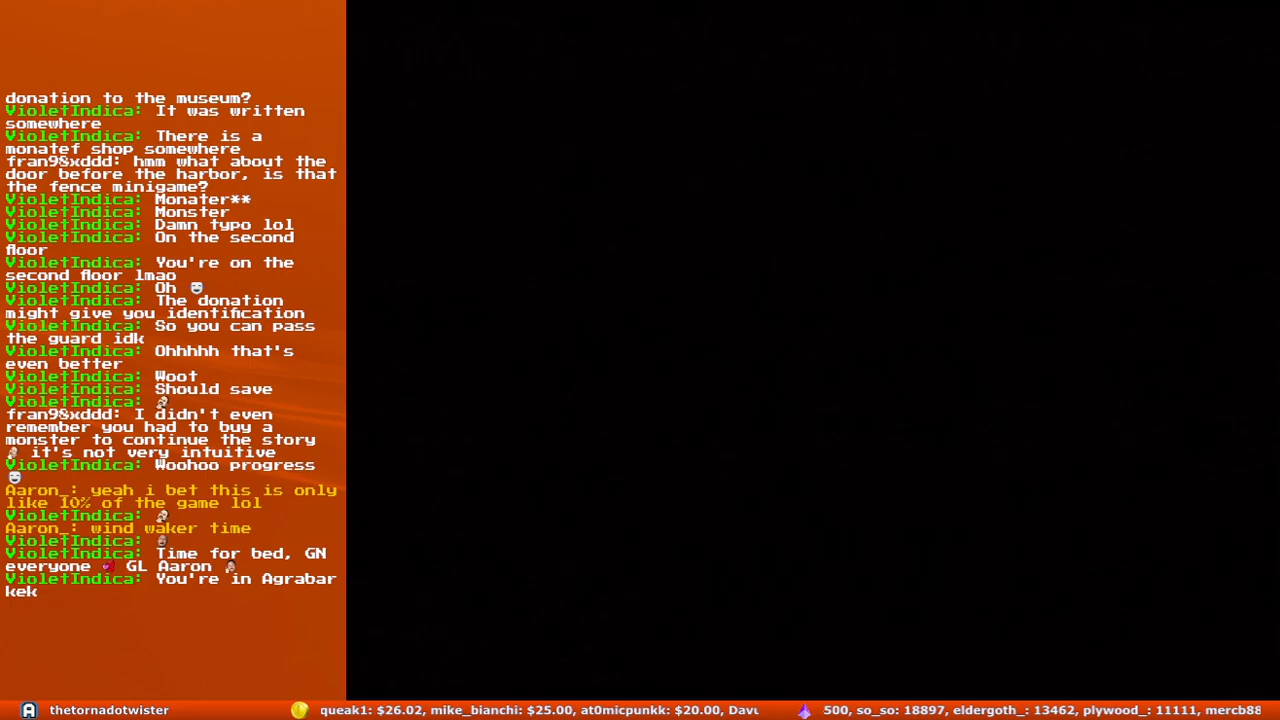 donation to the museum?
VioletIndica: It was written
somewhere
VioletIndica: There is a
monatef shop somewhere
fran9&xddd: hmm what about the
door before the harbor, is that
the fence minigame?
VioletIndica: Monater**
VioletIndica: Monster
VioletIndica: Damn typo lol
VioletIndica: On the second
floor
VioletIndica: You're on the
second floor lmao
VioletIndica: Oh
VioletIndica: The donation
might give you identification
VioletIndica: So you can pass
the guard idk
VioletIndica: Ohhhhh that's
even better
VioletIndica: Woot
VioletIndica: Should save
VioletIndica:
fran9&xddd: I didn't even
remember you had to buy a
monster to continue the story
it's not very intuitive
VioletIndica: Woohoo progress
Aaron_: yeah i bet this is only
like 10% of the game lol
VioletIndica:
Aaron_: wind waker time
VioletIndica:
VioletIndica: Time for bed, GN
everyone GL Aaron
VioletIndica: You're in Agrabar
kek
A thetornadotwister queak1: $26.02, mike_bianchi: $25.00, at0micpunkk: $20.00, 500, so_so: 18897, eldergoth_: 13462, plywood_: 11111, mercb88